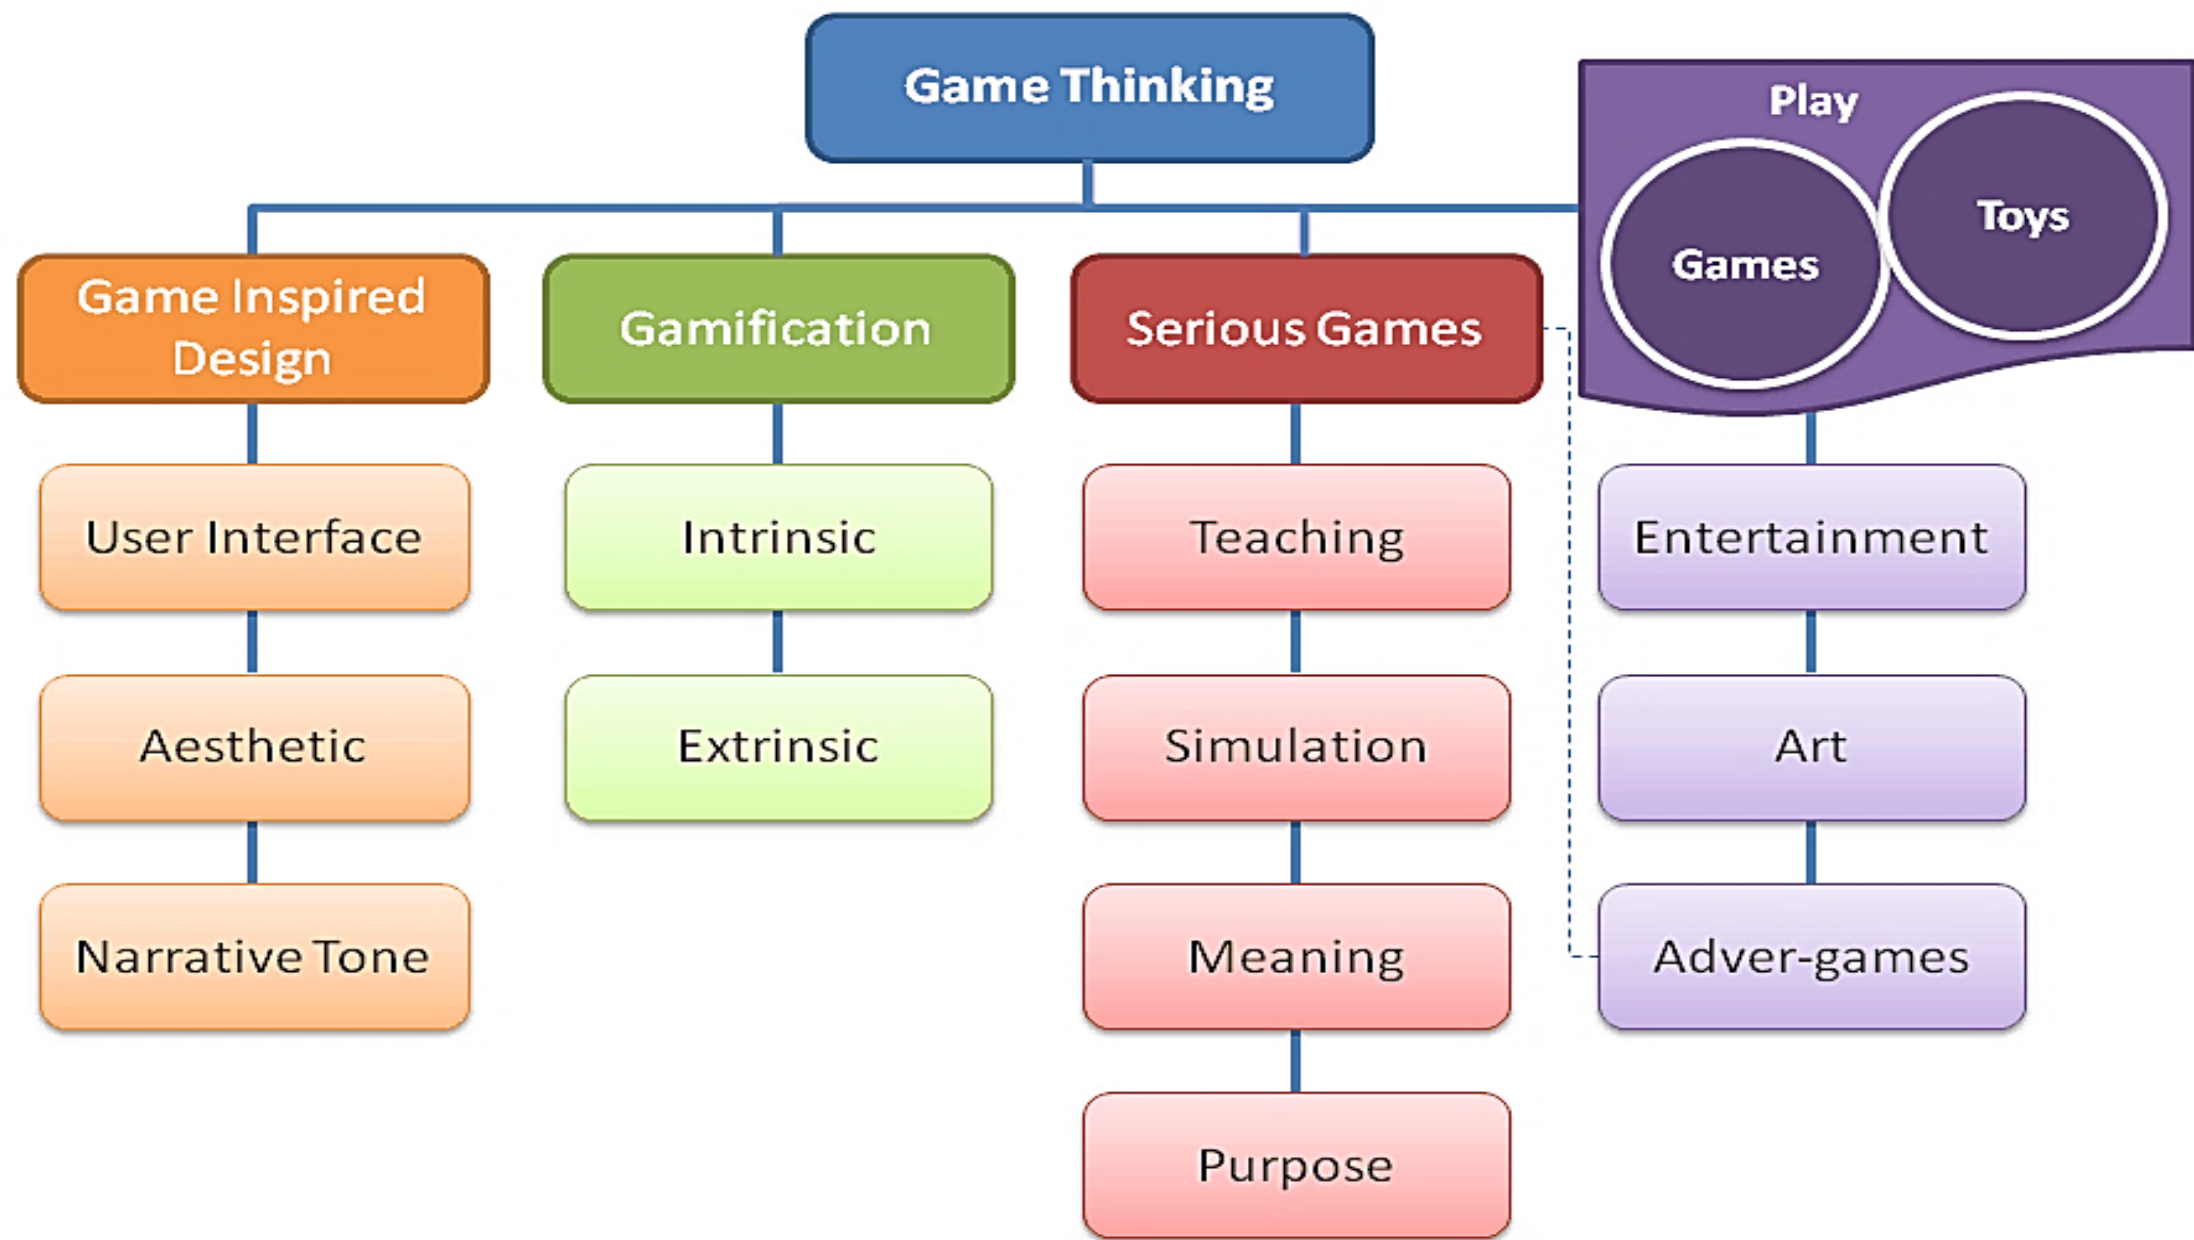 Game Thinking
Play
Games
Toys
Game Inspired
Design
Gamification
Serious Games
User Interface
Intrinsic
Teaching
Entertainment
Aesthetic
Extrinsic
Simulation
Art
Narrative Tone
Meaning
Adver-games
Purpose